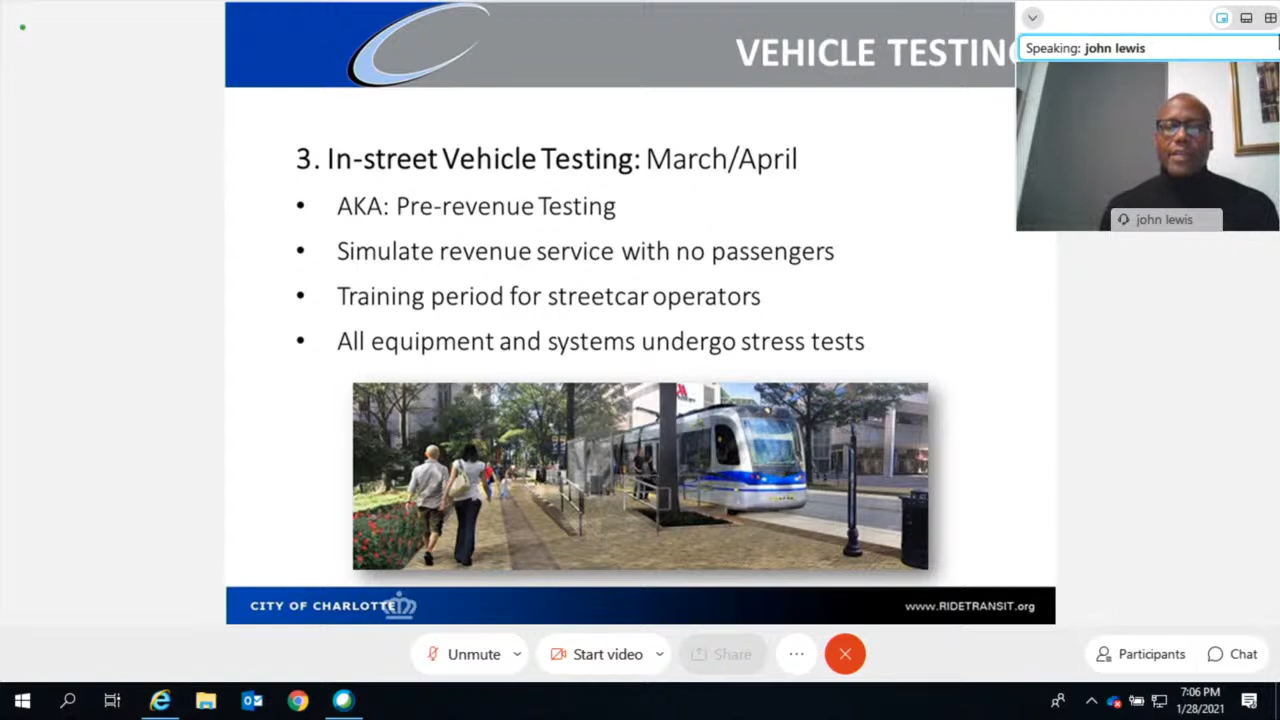 VEHICLE TESTING
Speaking: john lewis
john lewis
3. In-street Vehicle Testing: March/April
• AKA: Pre-revenue Testing
• Simulate revenue service with no passengers
• Training period for streetcar operators
• All equipment and systems undergo stress tests
CITY OF CHARLOTTE
www.RIDETRANSIT.org
Unmute
Start video
Share
Participants
Chat
7:06 PM
1/28/2021